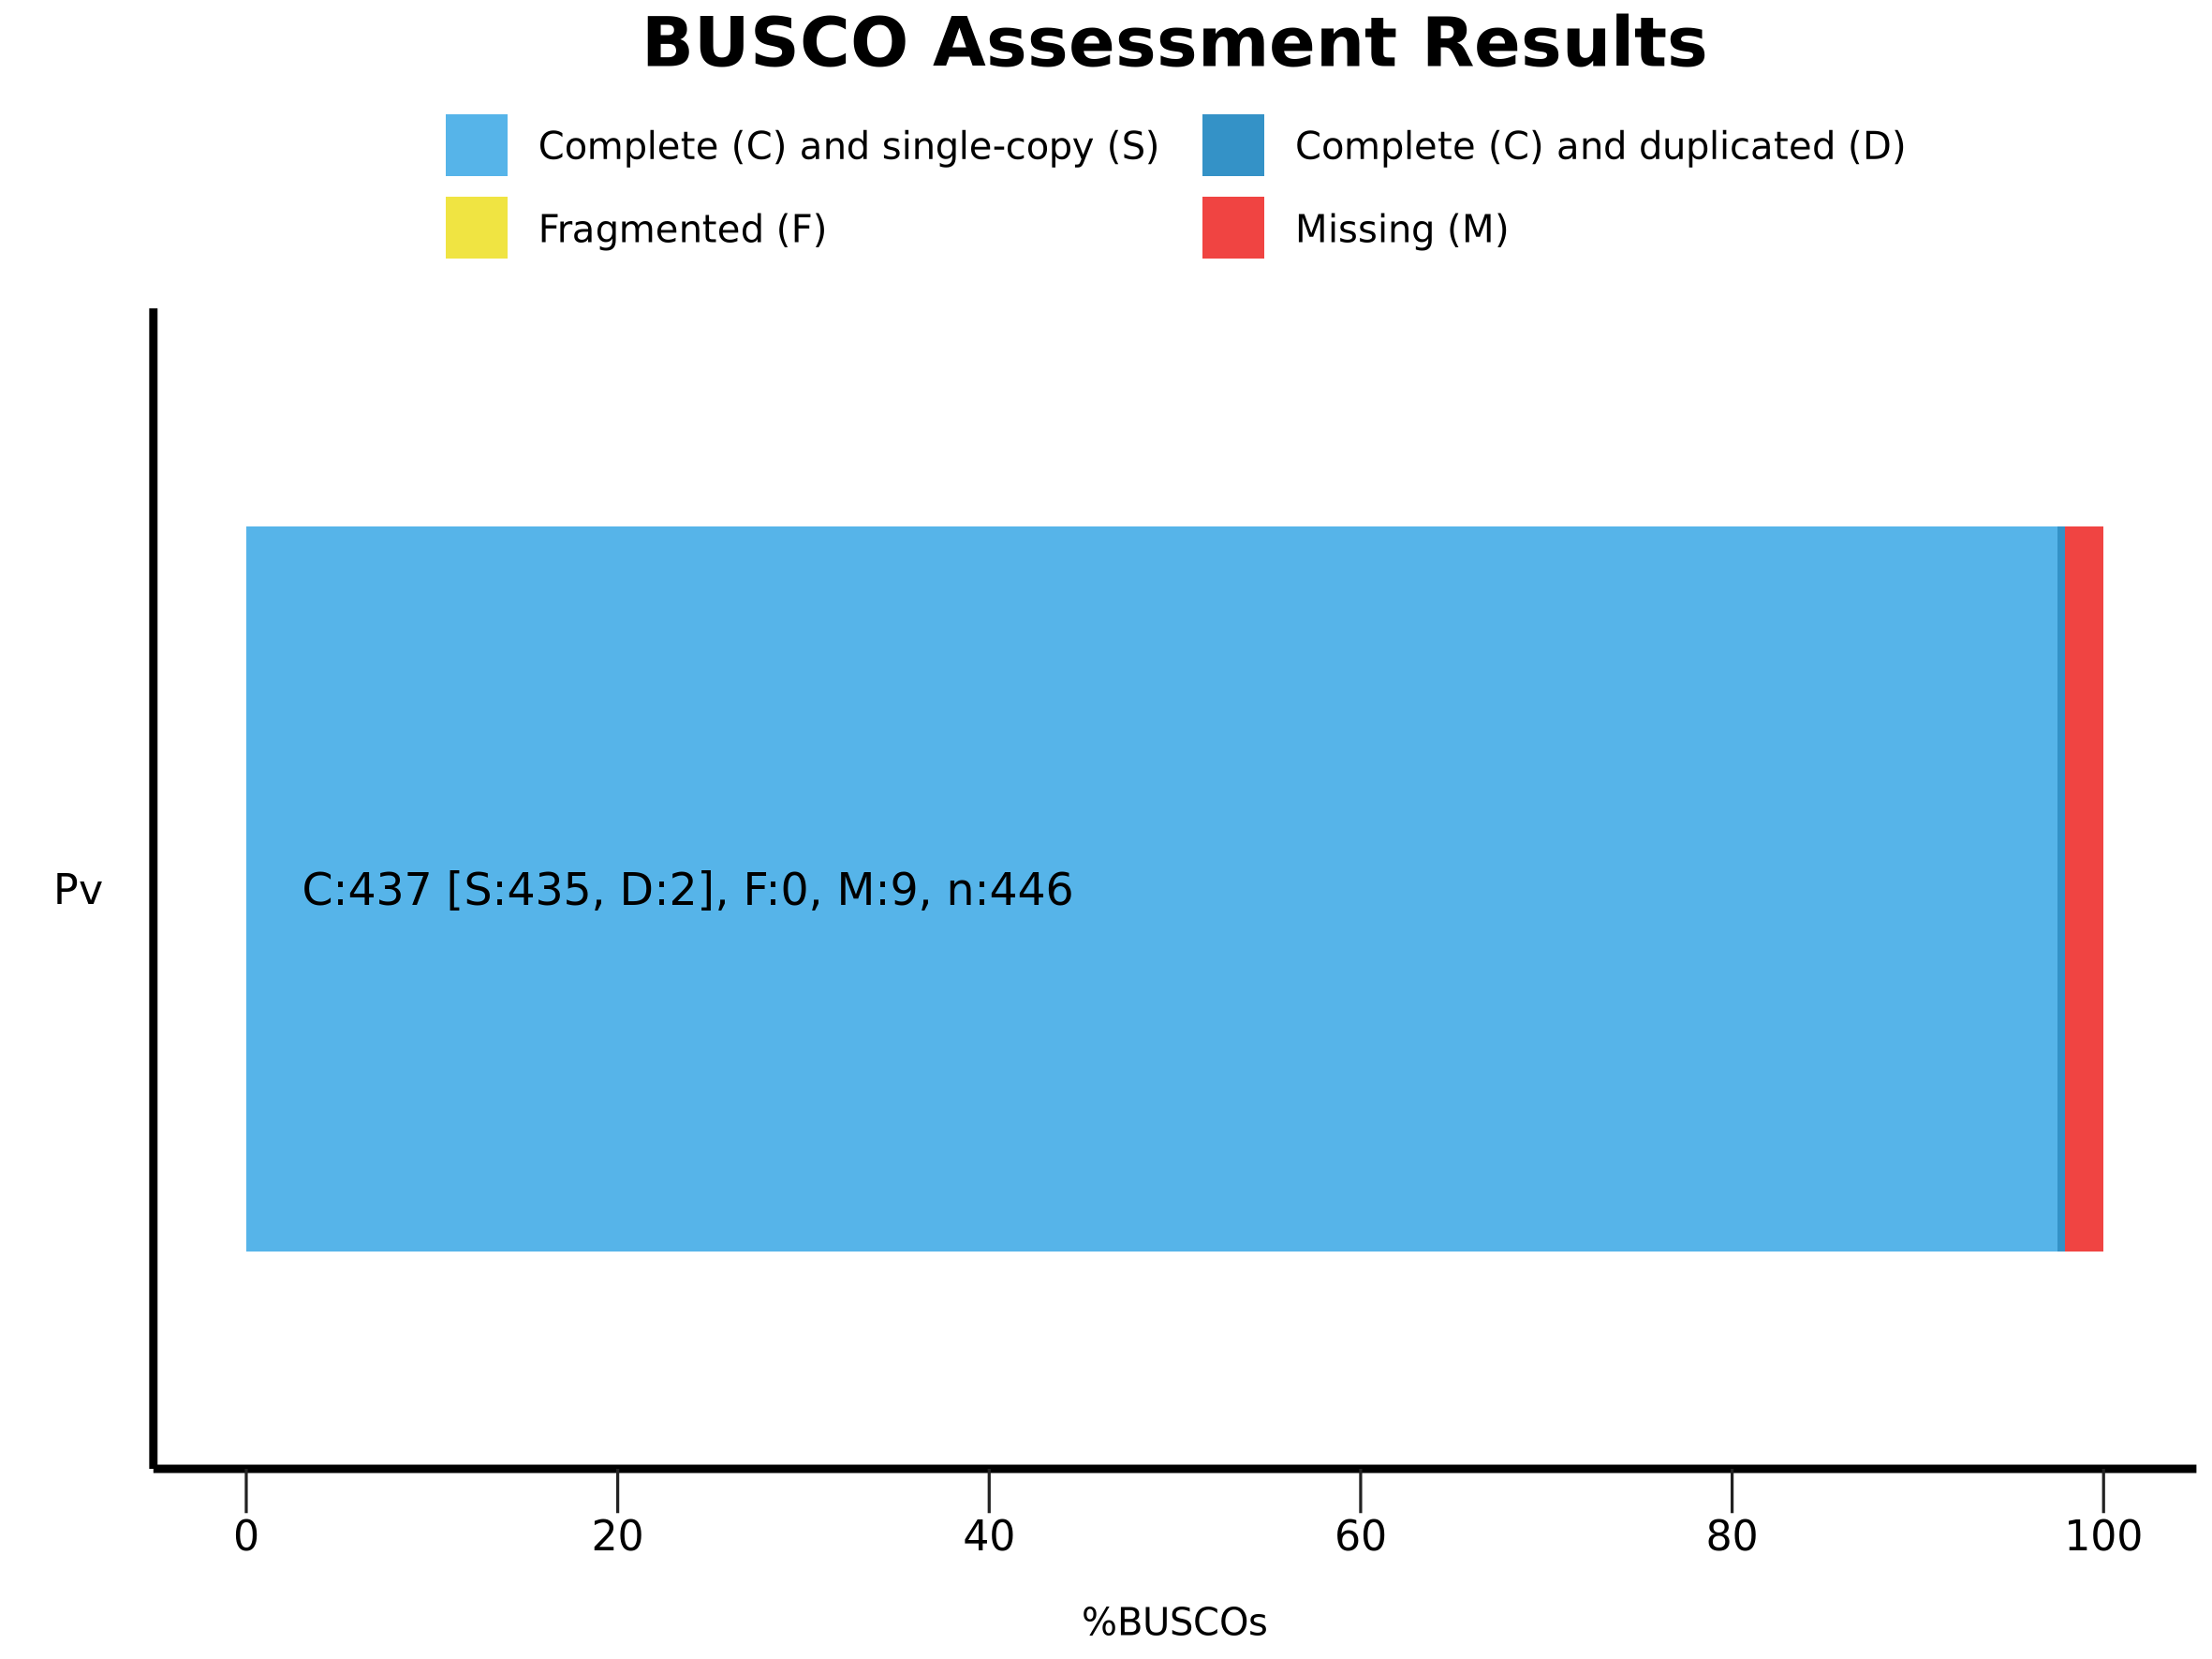 BUSCO Assessment Results
Complete (C) and single-copy (S)
Complete (C) and duplicated (D)
Fragmented (F)
Missing (M)
Pv
C:437 [S:435, D:2], F:0, M:9, n:446
0 20 40 60 80 100
%BUSCOs